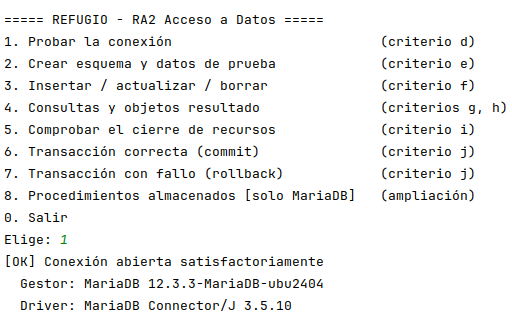 ===== REFUGIO - RA2 Acceso a Datos =====
1. Probar la conexión                          (criterio d)
2. Crear esquema y datos de prueba             (criterio e)
3. Insertar / actualizar / borrar              (criterio f)
4. Consultas y objetos resultado               (criterios g, h)
5. Comprobar el cierre de recursos             (criterio i)
6. Transacción correcta (commit)               (criterio j)
7. Transacción con fallo (rollback)            (criterio j)
8. Procedimientos almacenados [solo MariaDB]   (ampliación)
0. Salir
Elige: 1
[OK] Conexión abierta satisfactoriamente
  Gestor: MariaDB 12.3.3-MariaDB-ubu2404
  Driver: MariaDB Connector/J 3.5.10